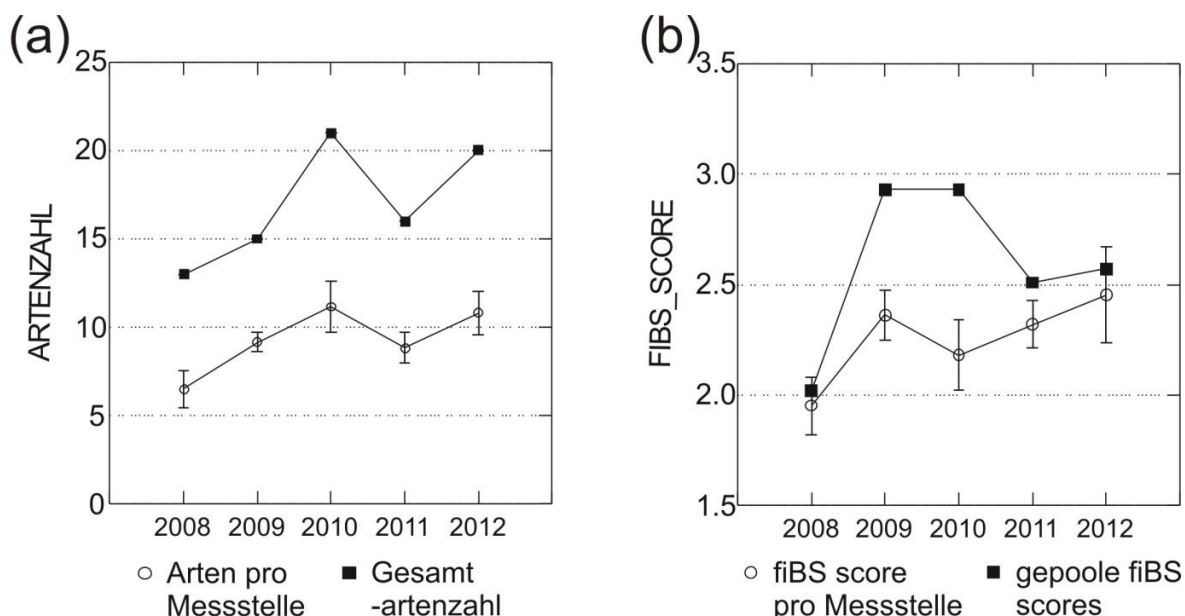 (a)
25
20
15
10
5
0
ARTENZAHL
2008 2009 2010 2011 2012
Arten pro
Messstelle
Gesamt
-artenzahl
(b)
3.5
3.0
2.5
2.0
1.5
FIBS_SCORE
2008 2009 2010 2011 2012
fiBS score
pro Messstelle
gepoole fiBS
scores